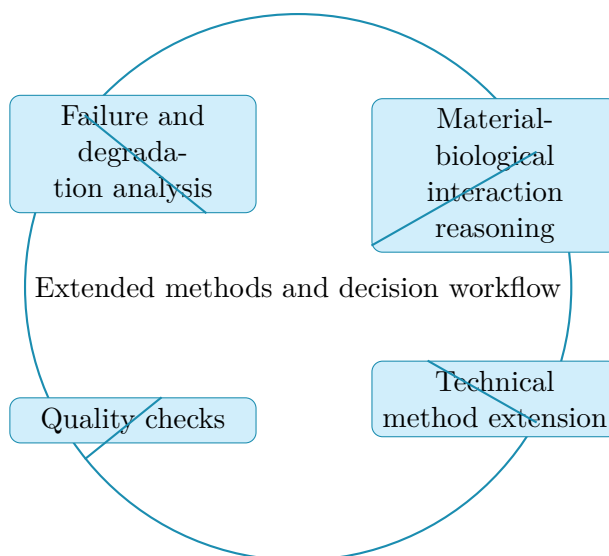 Failure and
degrada-
tion analysis
Material-
biological
interaction
reasoning
Extended methods and decision workflow
Quality checks
Technical
method extension